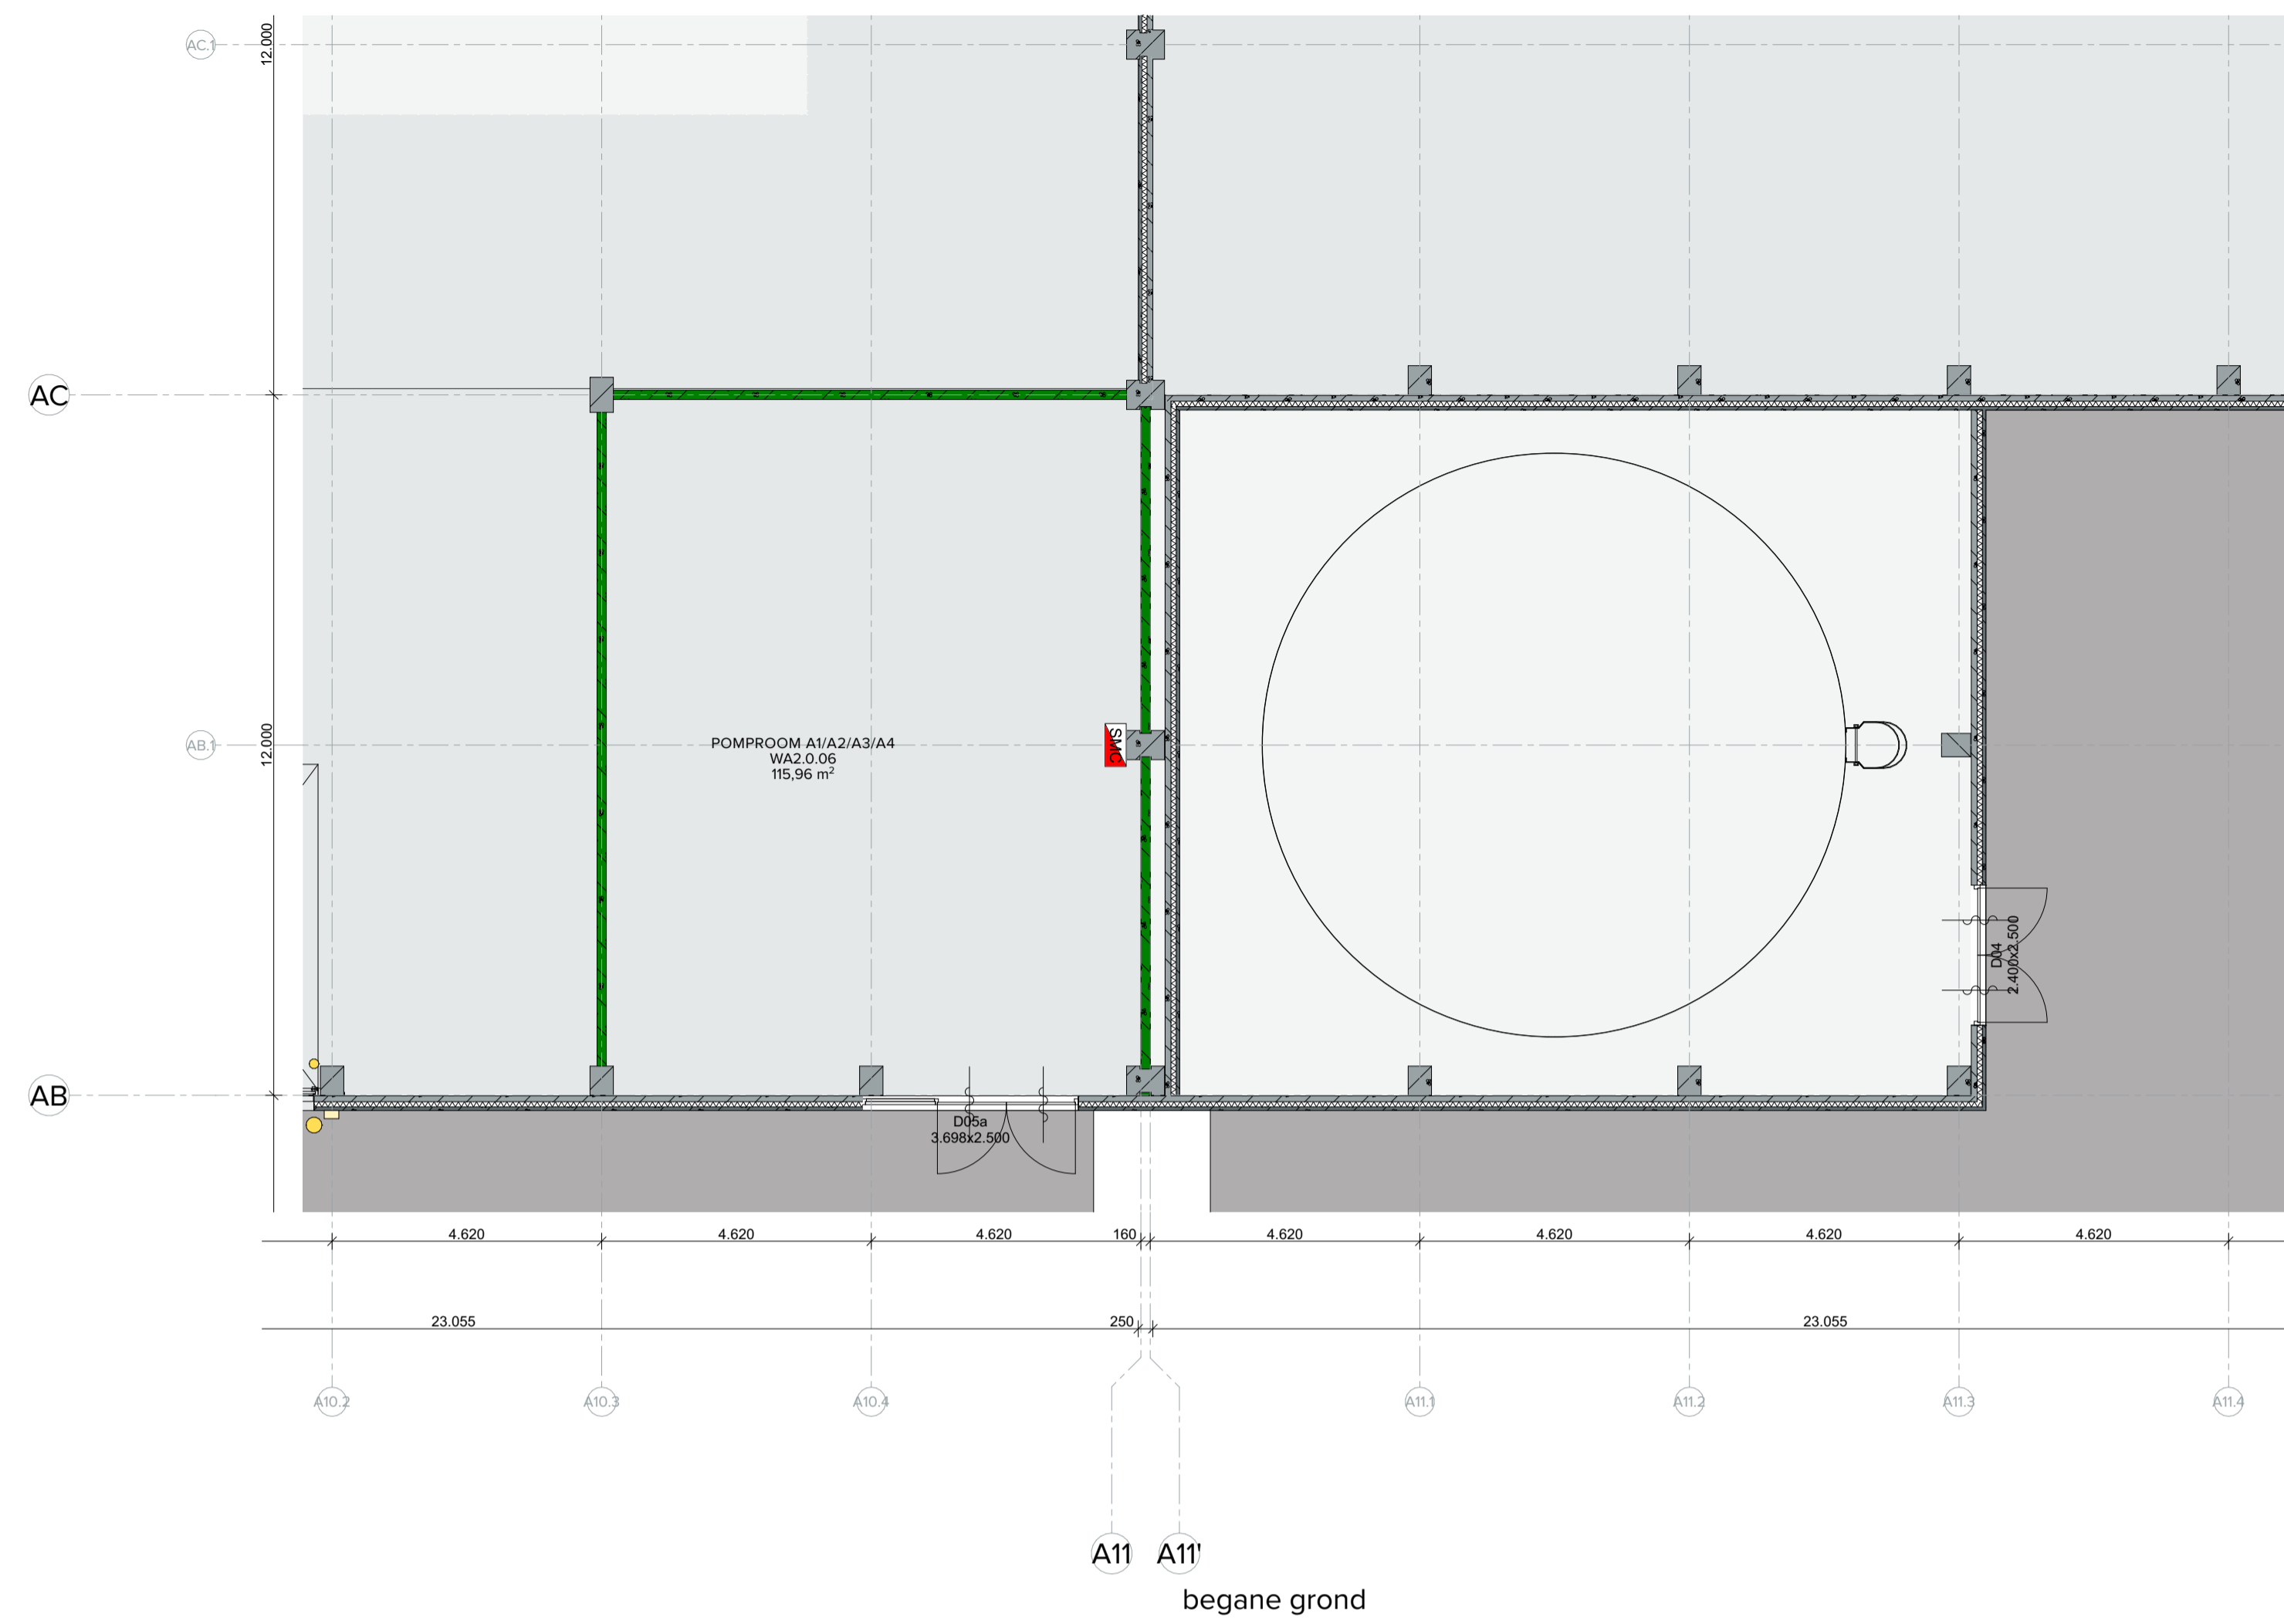 AC.1
12.000
AC
AB.1
12.000
POMPROOM A1/A2/A3/A4
WA2.0.06
115,96 m²
SMC
D04
2.400x2.500
AB
D05a
3.698x2.500
4.620
4.620
4.620
160
4.620
4.620
4.620
4.620
23.055
250
23.055
A10.2
A10.3
A10.4
A11.1
A11.2
A11.3
A11.4
A11
A11'
begane grond